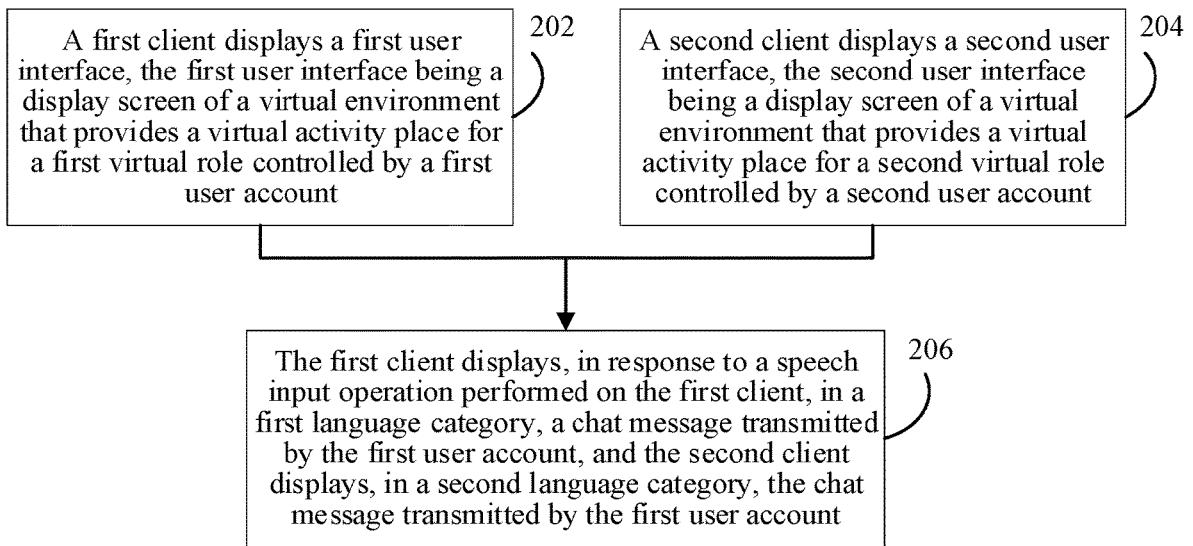 A first client displays a first user
interface, the first user interface being a
display screen of a virtual environment
that provides a virtual activity place for
a first virtual role controlled by a first
user account
202
A second client displays a second user
interface, the second user interface
being a display screen of a virtual
environment that provides a virtual
activity place for a second virtual role
controlled by a second user account
204
The first client displays, in response to a speech
input operation performed on the first client, in a
first language category, a chat message transmitted
by the first user account, and the second client
displays, in a second language category, the chat
message transmitted by the first user account
206